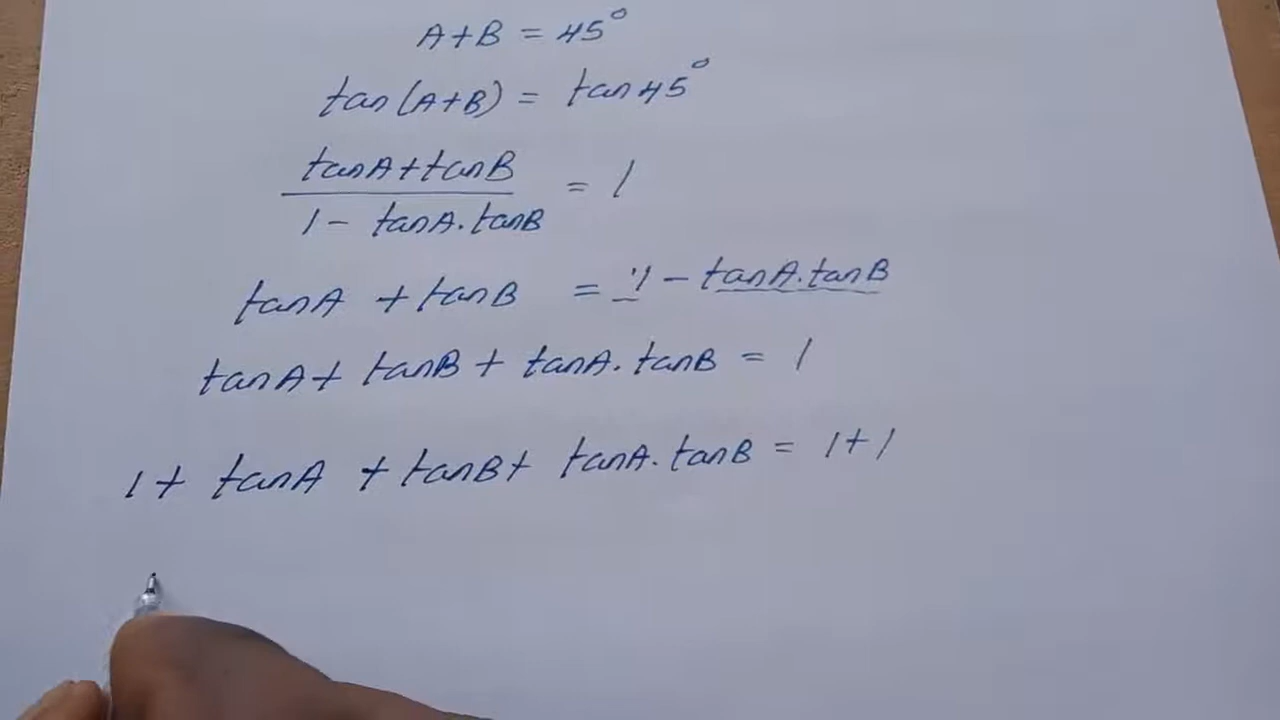 A+B = 45°
tan(A+B) = tan45°
tanA+tanB
= 1
1 - tanA.tanB
tanA + tanB = 1 - tanA.tanB
tanA + tanB + tanA.tanB = 1
1 + tanA + tanB + tanA.tanB = 1+1